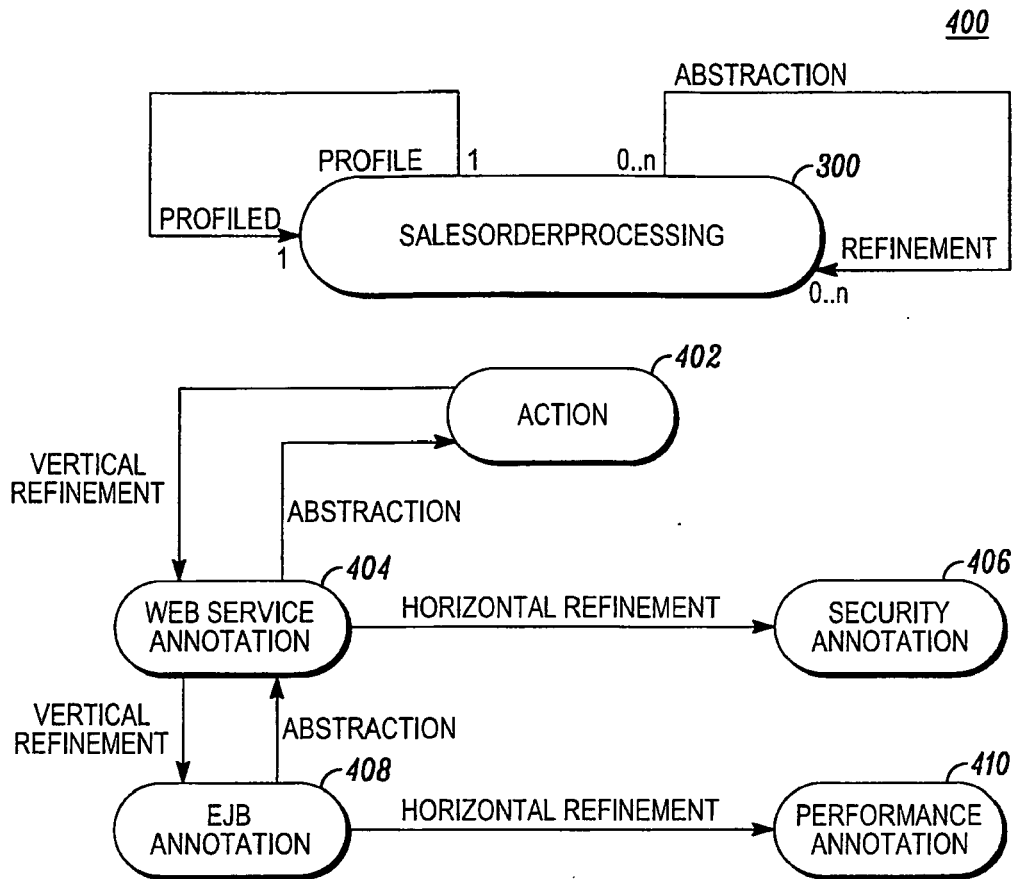 400
ABSTRACTION
PROFILE
1
0..n
300
PROFILED
1
SALESORDERPROCESSING
REFINEMENT
0..n
402
ACTION
VERTICAL
REFINEMENT
ABSTRACTION
404
WEB SERVICE
ANNOTATION
HORIZONTAL REFINEMENT
406
SECURITY
ANNOTATION
VERTICAL
REFINEMENT
ABSTRACTION
408
EJB
ANNOTATION
HORIZONTAL REFINEMENT
410
PERFORMANCE
ANNOTATION